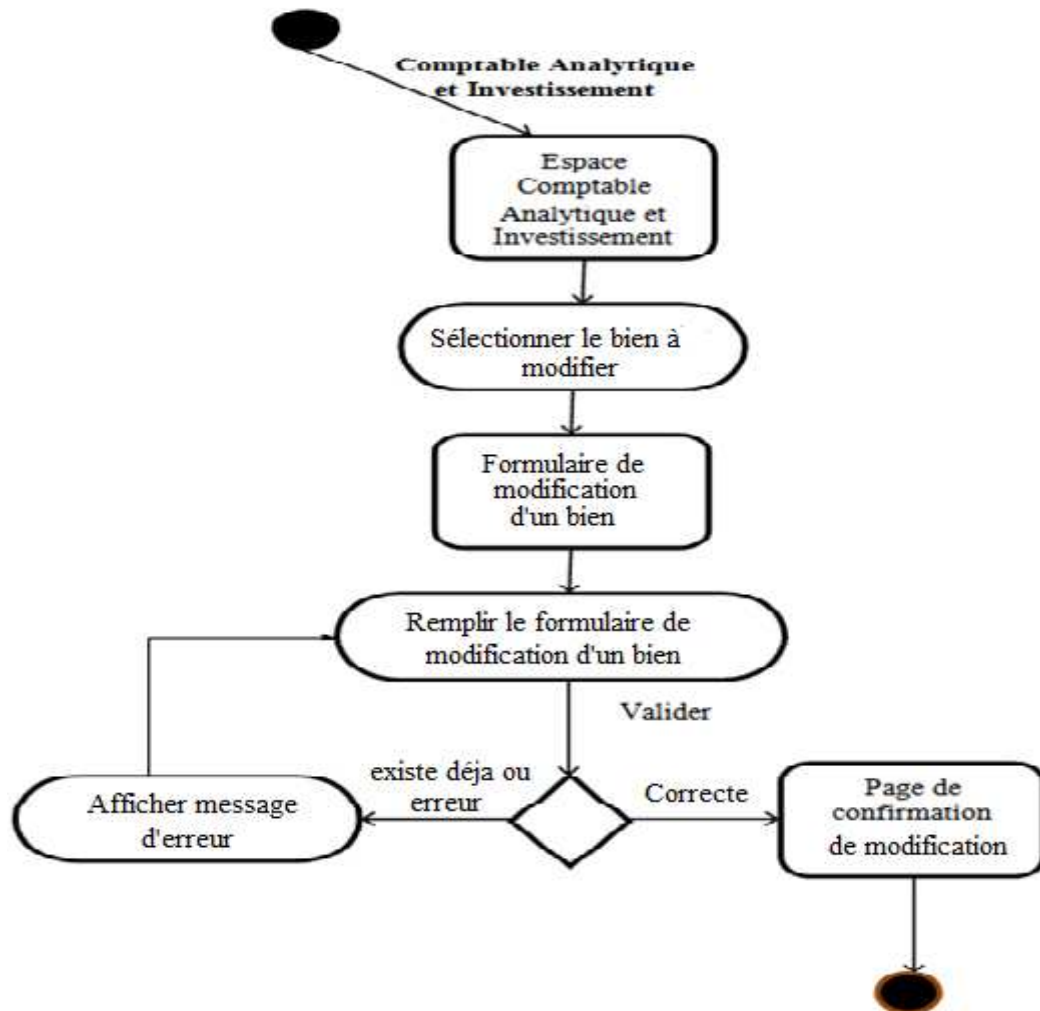 Comptable Analytique
et Investissement
Espace
Comptable
Analytique et
Investissement
Sélectionner le bien à
modifier
Formulaire de
modification
d'un bien
Remplir le formulaire de
modification d'un bien
Valider
existe déja ou
erreur
Correcte
Afficher message
d'erreur
Page de
confirmation
de modification